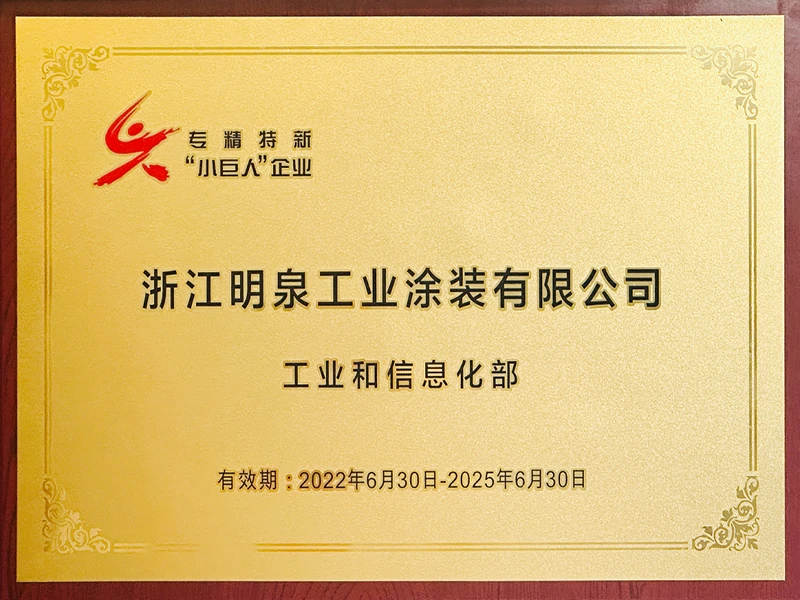 专精特新
“小巨人”企业
浙江明泉工业涂装有限公司
工业和信息化部
有效期：2022年6月30日-2025年6月30日